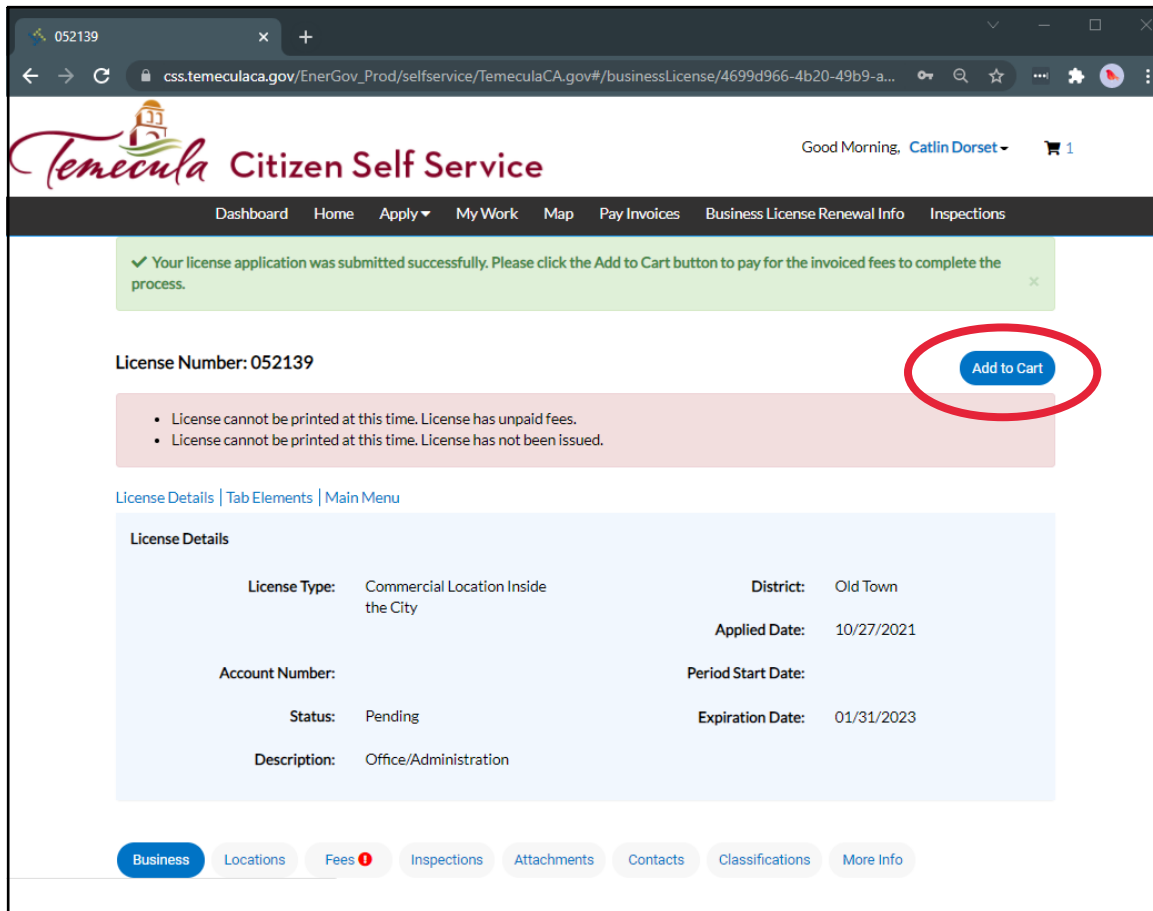 052139
css.temeculaca.gov/EnerGov_Prod/selfservice/TemeculaCA.gov#/businessLicense/4699d966-4b20-49b9-a...
Temecula Citizen Self Service
Good Morning, Catlin Dorset
1
Dashboard Home Apply My Work Map Pay Invoices Business License Renewal Info Inspections
Your license application was submitted successfully. Please click the Add to Cart button to pay for the invoiced fees to complete the
process.
License Number: 052139
Add to Cart
• License cannot be printed at this time. License has unpaid fees.
• License cannot be printed at this time. License has not been issued.
License Details | Tab Elements | Main Menu
License Details
License Type: Commercial Location Inside
the City
District: Old Town
Applied Date: 10/27/2021
Account Number:
Period Start Date:
Status: Pending
Expiration Date: 01/31/2023
Description: Office/Administration
Business Locations Fees Inspections Attachments Contacts Classifications More Info